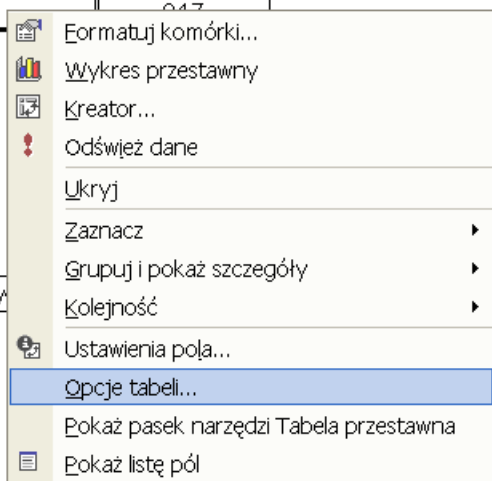 Formatuj komórki...
Wykres przestawny
Kreator...
Odśwież dane
Ukryj
Zaznacz
Grupuj i pokaż szczegóły
Kolejność
Ustawienia pola...
Opcje tabeli...
Pokaż pasek narzędzi Tabela przestawna
Pokaż listę pól